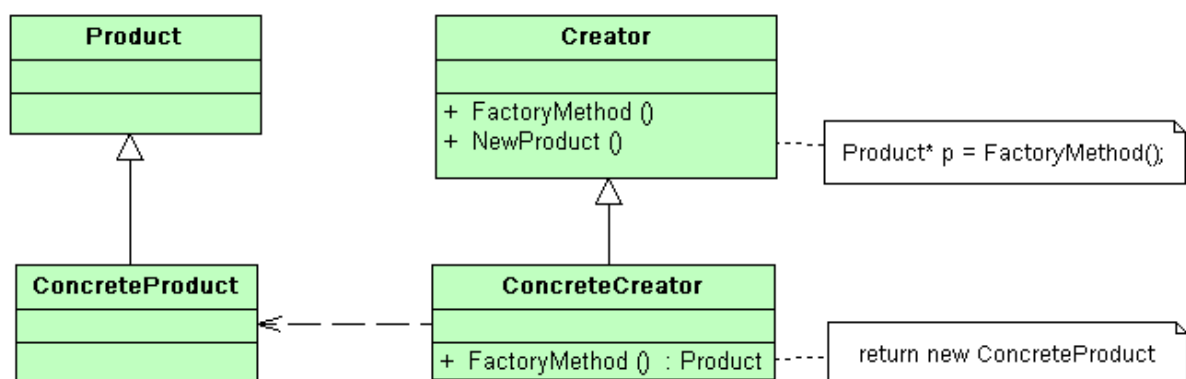 Product
Creator
+ FactoryMethod ()
+ NewProduct ()
Product* p = FactoryMethod();
ConcreteProduct
ConcreteCreator
+ FactoryMethod () : Product
return new ConcreteProduct